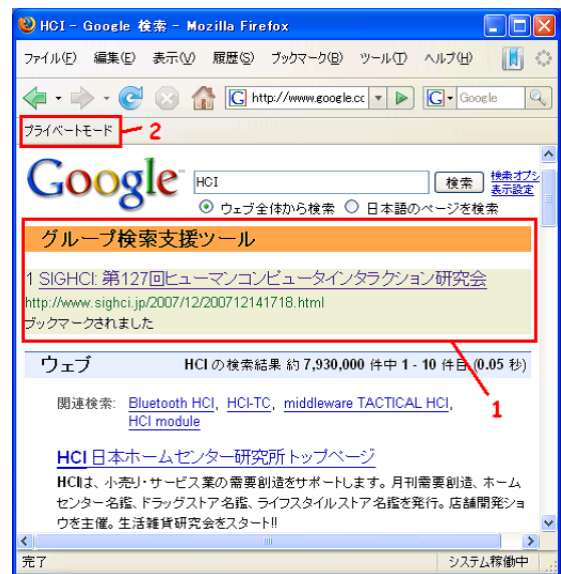 HCI - Google 検索 - Mozilla Firefox
ファイル(F) 編集(E) 表示(V) 履歴(S) ブックマーク(B) ツール(T) ヘルプ(H)
http://www.google.cc
Google
プライベートモード
2
Google
HCI
検索
検索オプシ
表示設定
ウェブ全体から検索 日本語のページを検索
グループ検索支援ツール
1 SIGHCI: 第127回ヒューマンコンピュータインタラクション研究会
http://www.sighci.jp/2007/12/200712141718.html
ブックマークされました
ウェブ HCI の検索結果 約 7,930,000 件中 1 - 10 件目 (0.05 秒)
関連検索: Bluetooth HCI, HCI-TC, middleware TACTICAL HCI,
HCI module
1
HCI 日本ホームセンター研究所トップページ
HCIは、小売り・サービス業の需要創造をサポートします。月刊需要創造、ホーム
センター名鑑、ドラッグストア名鑑、ライフスタイルストア名鑑を発行。店舗開発ショ
ウを主催。生活雑貨研究会をスタート!!
完了
システム稼働中